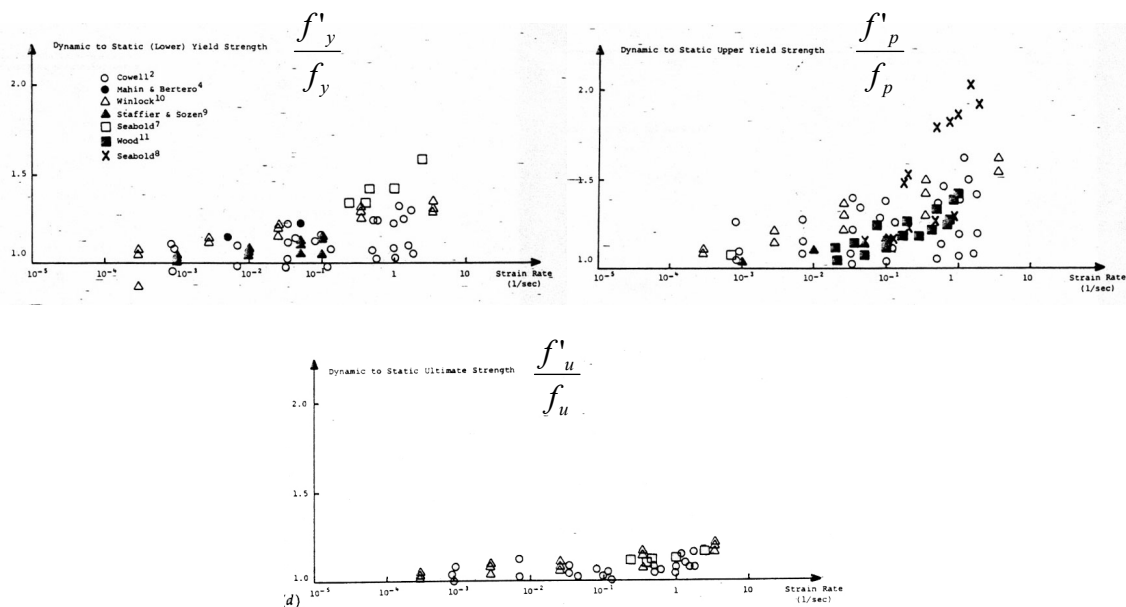 Dynamic to Static (Lower) Yield Strength
f'y
fy
2.0
1.5
1.0
Cowell2
Mahin & Bertero4
Winlock10
Staffier & Sozen9
Seabold7
Wood11
Seabold8
10-5 10-4 10-3 10-2 10-1 1 10
Strain Rate
(1/sec)
Dynamic to Static Upper Yield Strength
f'p
fp
2.0
1.5
1.0
10-5 10-4 10-3 10-2 10-1 1 10
Strain Rate
(1/sec)
Dynamic to Static Ultimate Strength
f'u
fu
2.0
1.5
1.0
(d) 10-5 10-4 10-3 10-2 10-1 1 10
Strain Rate
(1/sec)